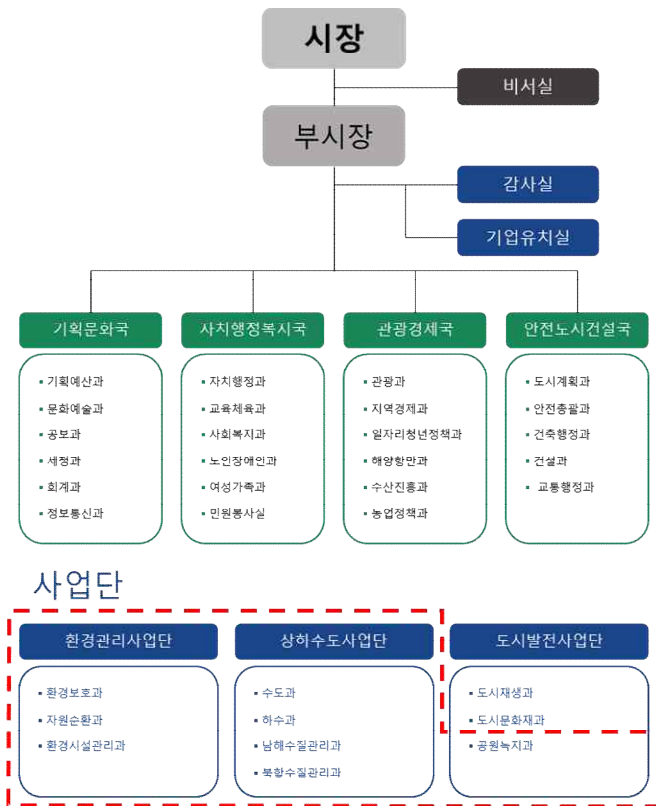 시장
비서실
부시장
감사실
기업유치실
기획문화국
▪ 기획예산과
▪ 문화예술과
▪ 공보과
▪ 세정과
▪ 회계과
▪ 정보통신과
자치행정복지국
▪ 자치행정과
▪ 교육체육과
▪ 사회복지과
▪ 노인장애인과
▪ 여성가족과
▪ 민원봉사실
관광경제국
▪ 관광과
▪ 지역경제과
▪ 일자리청년정책과
▪ 해양항만과
▪ 수산진흥과
▪ 농업정책과
안전도시건설국
▪ 도시계획과
▪ 안전총괄과
▪ 건축행정과
▪ 건설과
▪ 교통행정과
사업단
환경관리사업단
▪ 환경보호과
▪ 자원순환과
▪ 환경시설관리과
상하수도사업단
▪ 수도과
▪ 하수과
▪ 남해수질관리과
▪ 북항수질관리과
도시발전사업단
▪ 도시재생과
▪ 도시문화재과
▪ 공원녹지과